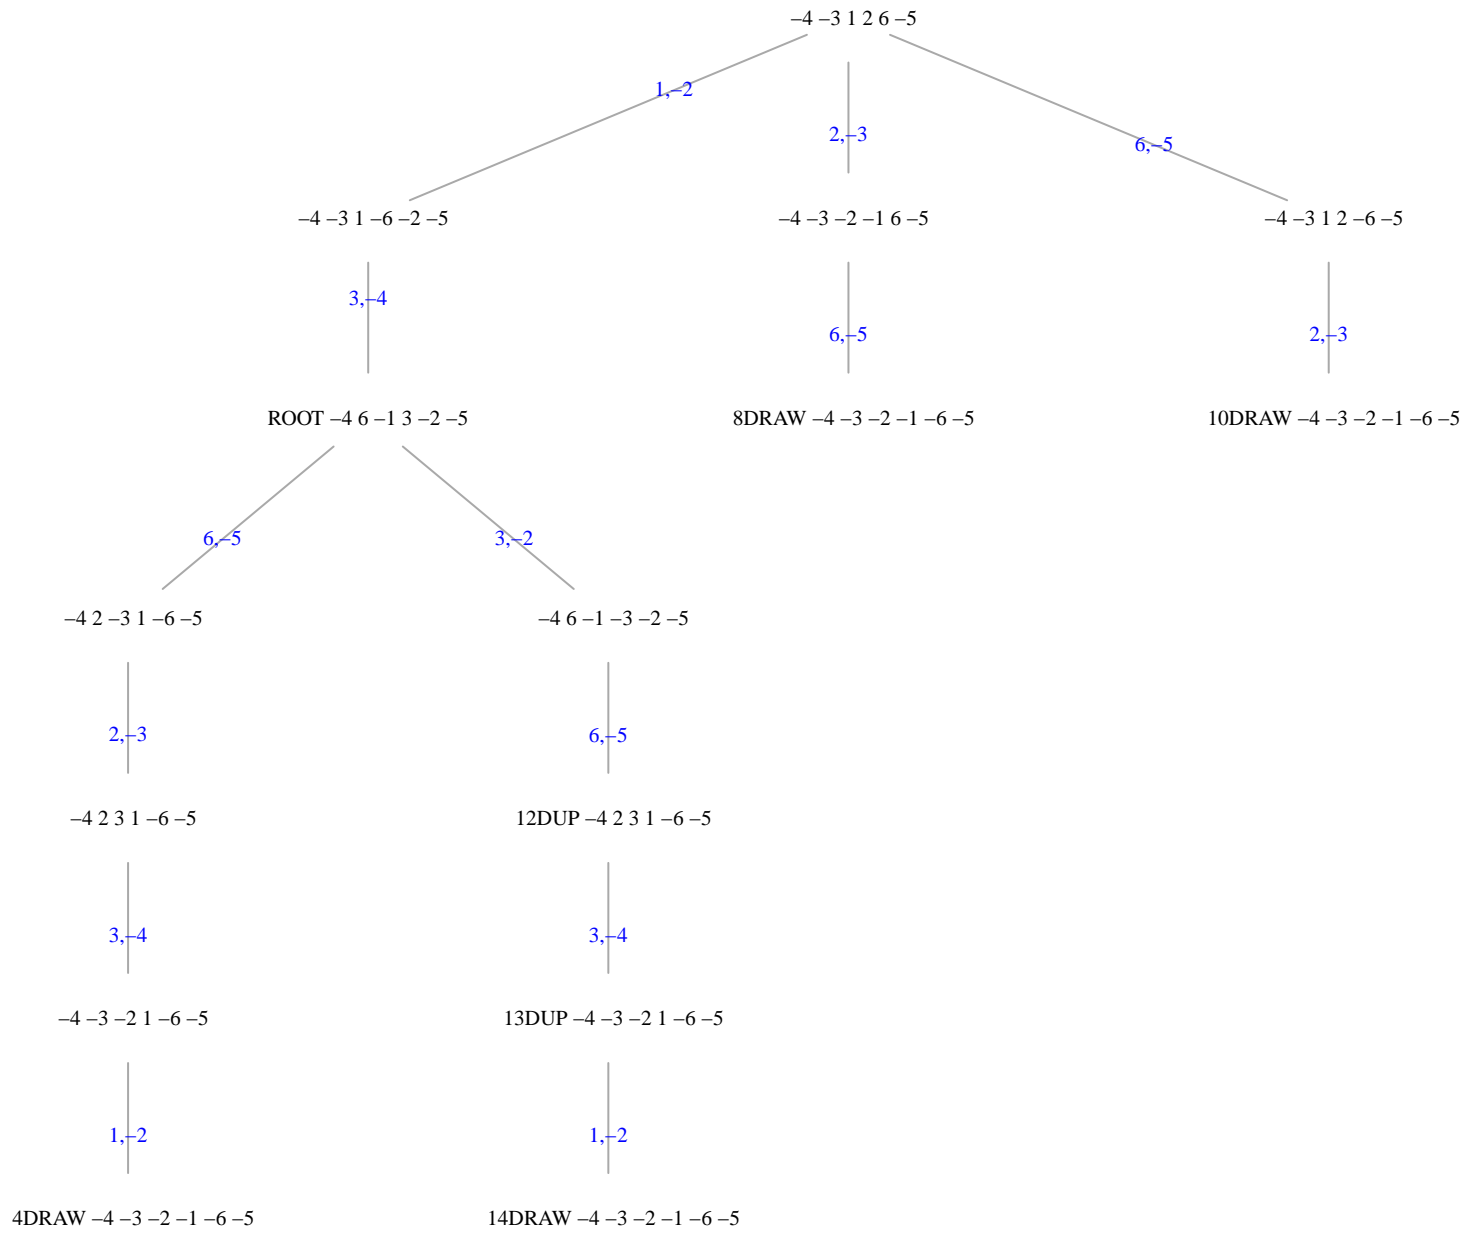 –4 –3 1 2 6 –5
1,–2
2,–3
6,–5
–4 –3 1 –6 –2 –5
–4 –3 –2 –1 6 –5
–4 –3 1 2 –6 –5
3,–4
6,–5
2,–3
ROOT –4 6 –1 3 –2 –5
8DRAW –4 –3 –2 –1 –6 –5
10DRAW –4 –3 –2 –1 –6 –5
6,–5
3,–2
–4 2 –3 1 –6 –5
–4 6 –1 –3 –2 –5
2,–3
6,–5
–4 2 3 1 –6 –5
12DUP –4 2 3 1 –6 –5
3,–4
3,–4
–4 –3 –2 1 –6 –5
13DUP –4 –3 –2 1 –6 –5
1,–2
1,–2
4DRAW –4 –3 –2 –1 –6 –5
14DRAW –4 –3 –2 –1 –6 –5